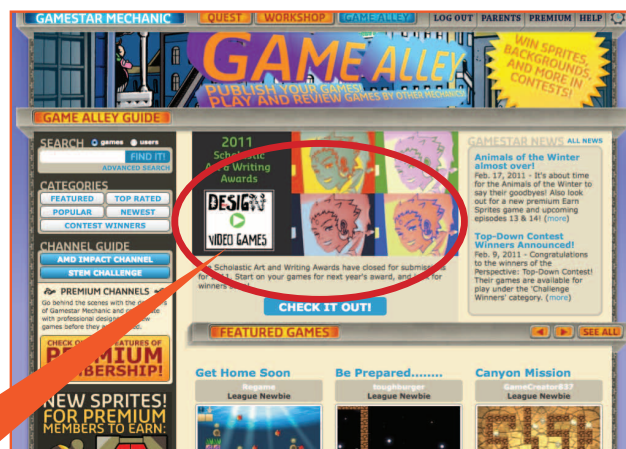 GAMESTAR MECHANIC
QUEST
WORKSHOP
GAME ALLEY
LOG OUT
PARENTS
PREMIUM
HELP
GAME ALLEY
PUBLISH YOUR GAMES!
PLAY AND REVIEW GAMES BY OTHER MECHANICS
WIN SPRITES,
BACKGROUNDS,
AND MORE IN
CONTESTS!
GAME ALLEY GUIDE
SEARCH games users
FIND IT!
ADVANCED SEARCH
CATEGORIES
FEATURED
TOP RATED
POPULAR
NEWEST
CONTEST WINNERS
CHANNEL GUIDE
AMD IMPACT CHANNEL
STEM CHALLENGE
PREMIUM CHANNELS
Go behind the scenes with the
of Gamestar Mechanic and
with professional
games before they
CHECK FEATURES OF
PREMIUM
MEMBERSHIP!
NEW SPRITES!
FOR PREMIUM
MEMBERS TO EARN:
2011
Scholastic
Art & Writing
Awards
DESIGN
VIDEO GAMES
Scholastic Art and Writing Awards have closed for submissions
for 2011. Start on your games for next year's award, and look for
winners
CHECK IT OUT!
GAMESTAR NEWS ALL NEWS
Animals of the Winter
almost over!
Feb. 17, 2011 - It's about time
for the Animals of the Winter to
say their goodbyes! Also look
out for a new premium Earn
Sprites game and upcoming
episodes 13 & 14! (more)
Top-Down Contest
Winners Announced!
Feb. 9, 2011 - Congratulations
to the winners of the
Perspective: Top-Down Contest!
Their games are available for
play under the 'Challenge
Winners' category. (more)
FEATURED GAMES
SEE ALL
Get Home Soon
Regame
League Newbie
Be Prepared........
toughburger
League Newbie
Canyon Mission
GameCreator837
League Newbie